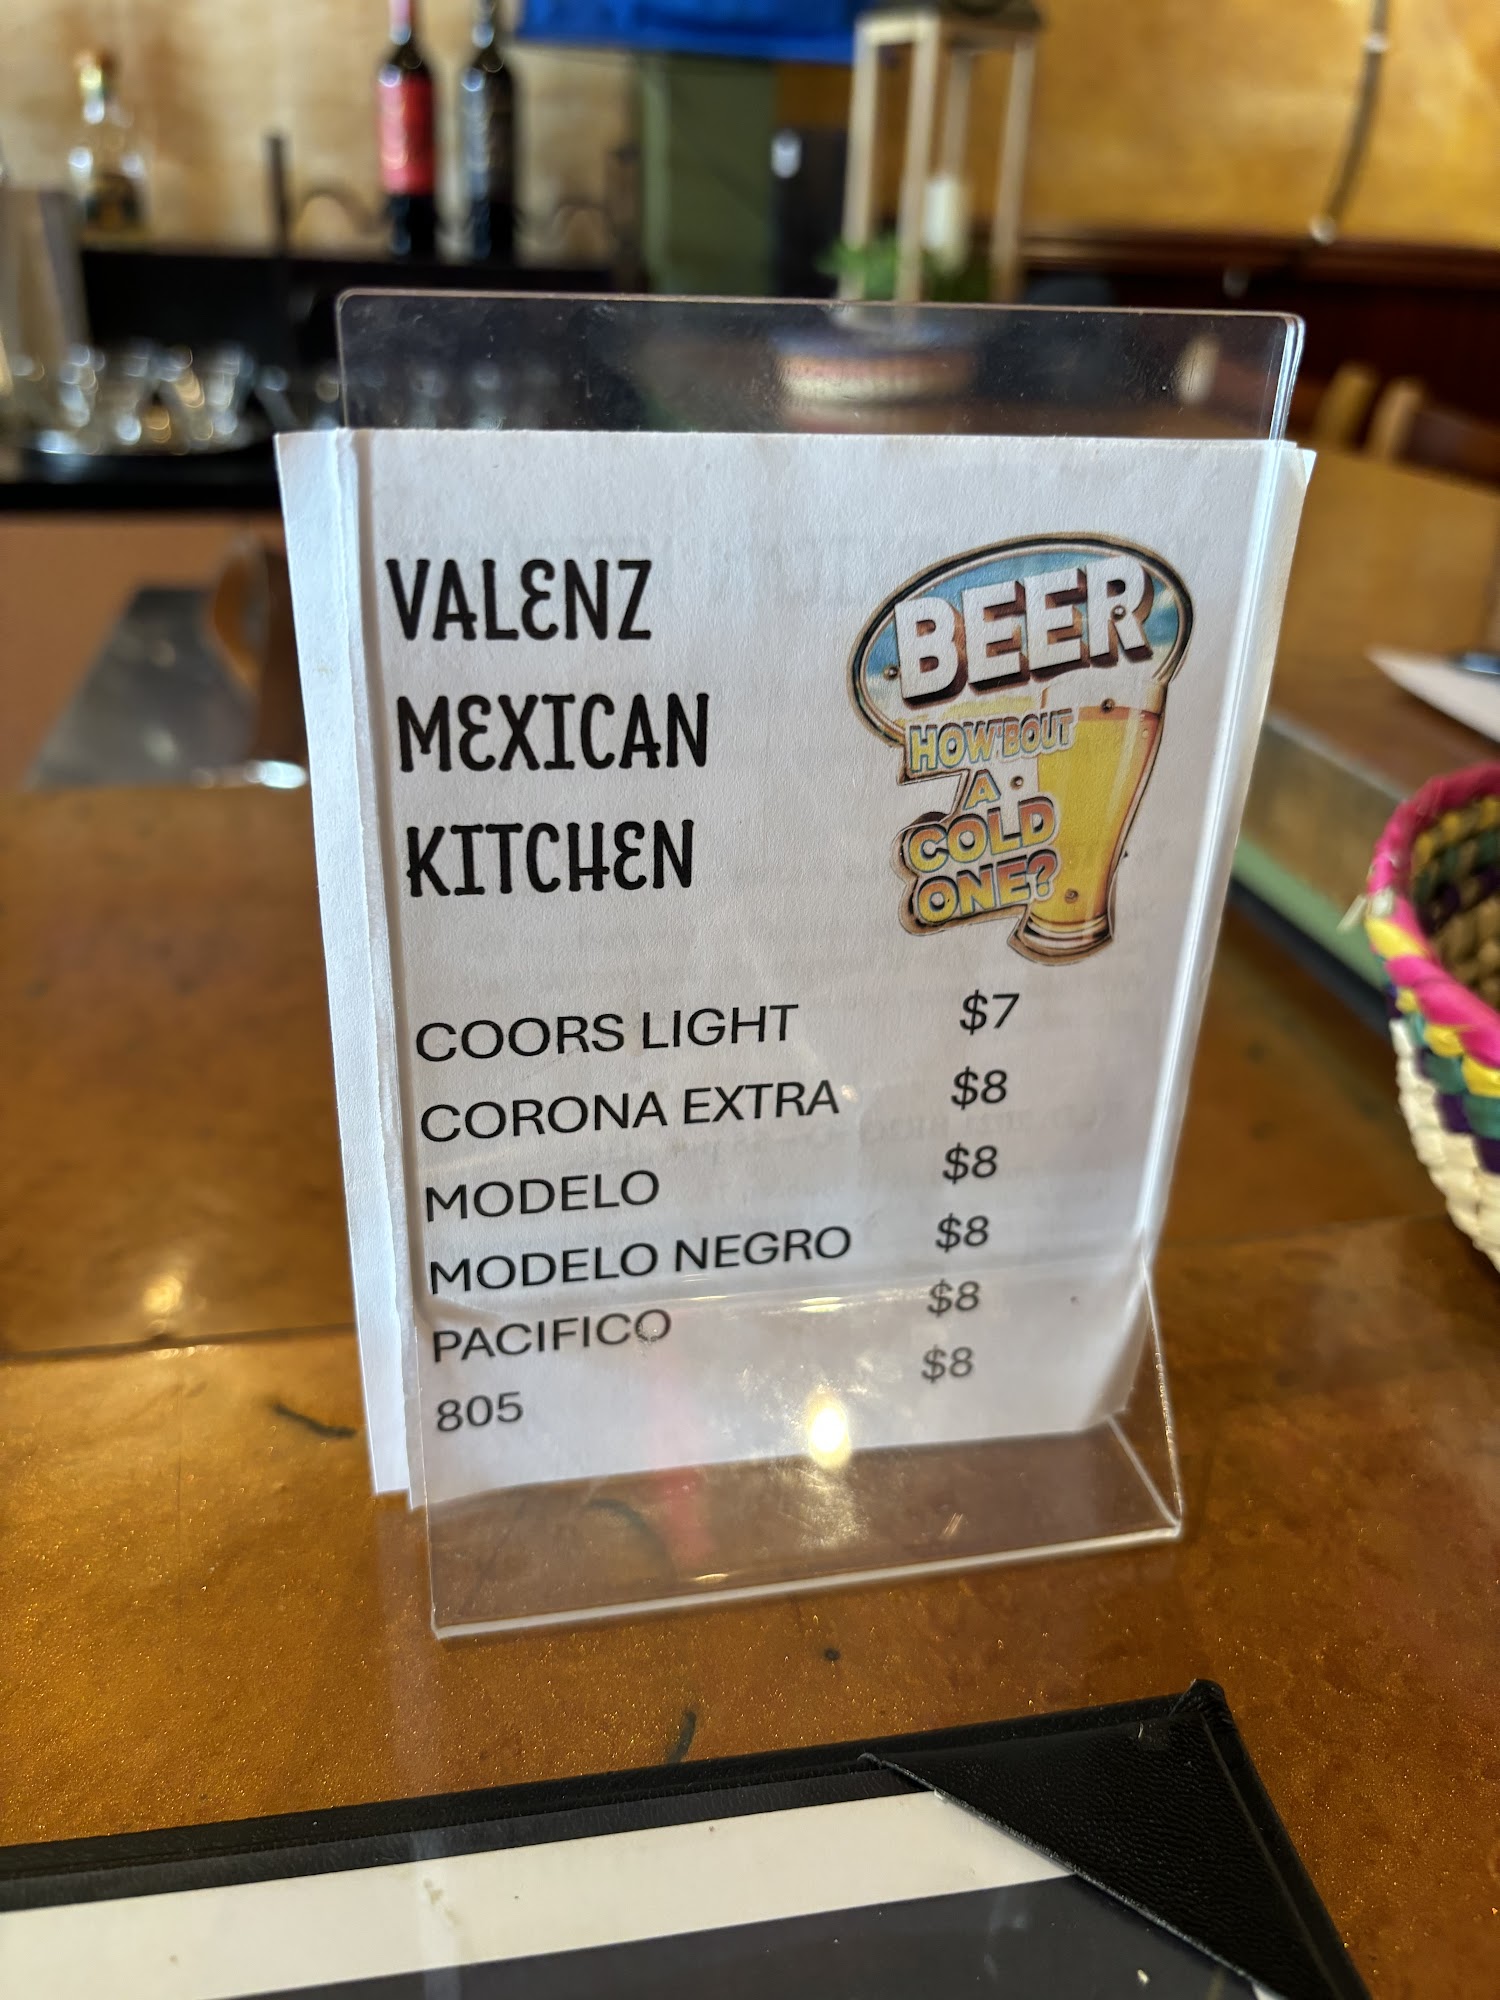 VALENZ
MEXICAN
KITCHEN
BEER
HOW'BOUT
A
COLD
ONE?
COORS LIGHT $7
CORONA EXTRA $8
MODELO $8
MODELO NEGRO $8
PACIFICO $8
805 $8